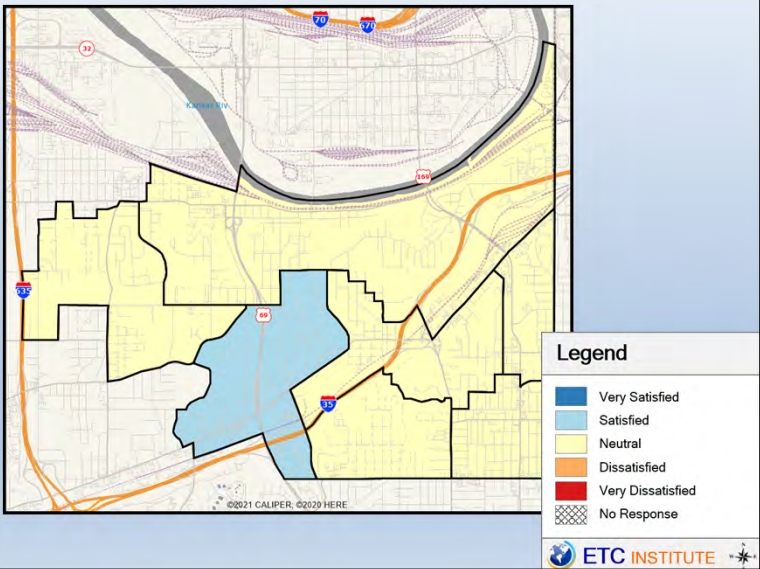 70
670
32
Kansas Riv
169
635
69
35
©2021 CALIPER; ©2020 HERE
Legend
Very Satisfied
Satisfied
Neutral
Dissatisfied
Very Dissatisfied
No Response
ETC INSTITUTE